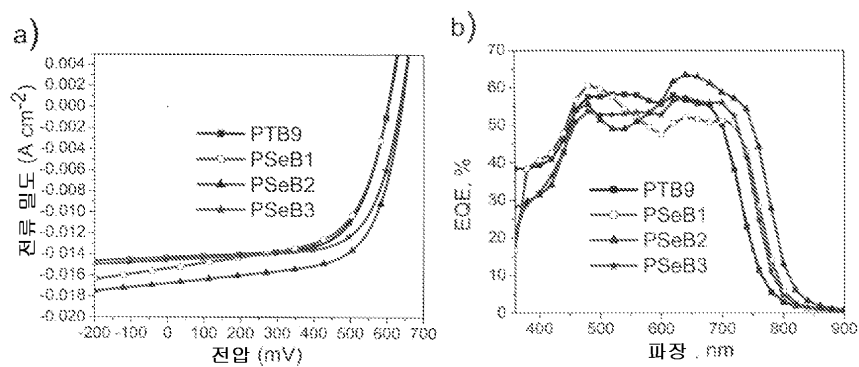 a)
전류 밀도 (A cm-2)
0.004
0.002
0.000
-0.002
-0.004
-0.006
-0.008
-0.010
-0.012
-0.014
-0.016
-0.018
-0.020
PTB9
PSeB1
PSeB2
PSeB3
-200 -100 0 100 200 300 400 500 600 700
전압 (mV)
b)
EQE, %
70
60
50
40
30
20
10
0
PTB9
PSeB1
PSeB2
PSeB3
400 500 600 700 800 900
파장 , nm